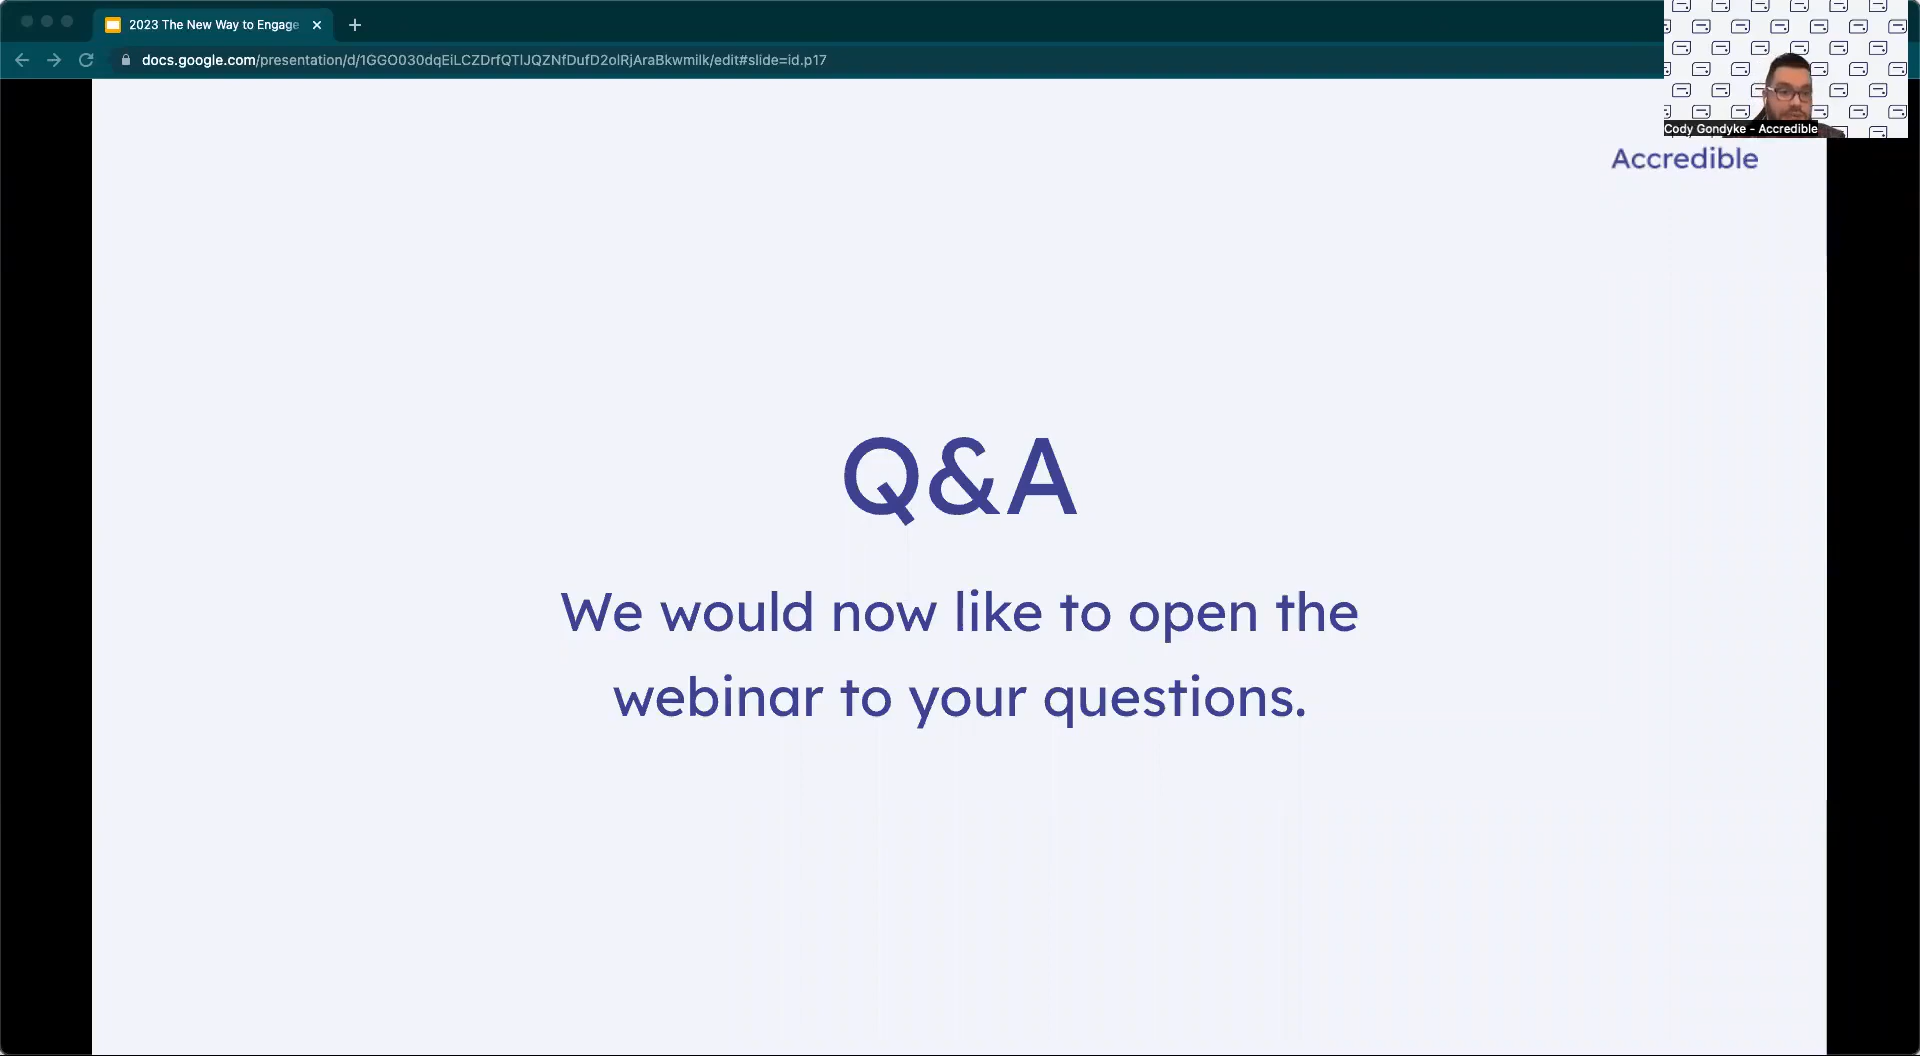 2023 The New Way to Engage
docs.google.com/presentation/d/1GGO030dqEiLCZDrfQTlJQZNfDufD2olRjAraBkwmilk/edit#slide=id.p17
Cody Gondyke - Accredible
Accredible
Q&A
We would now like to open the
webinar to your questions.